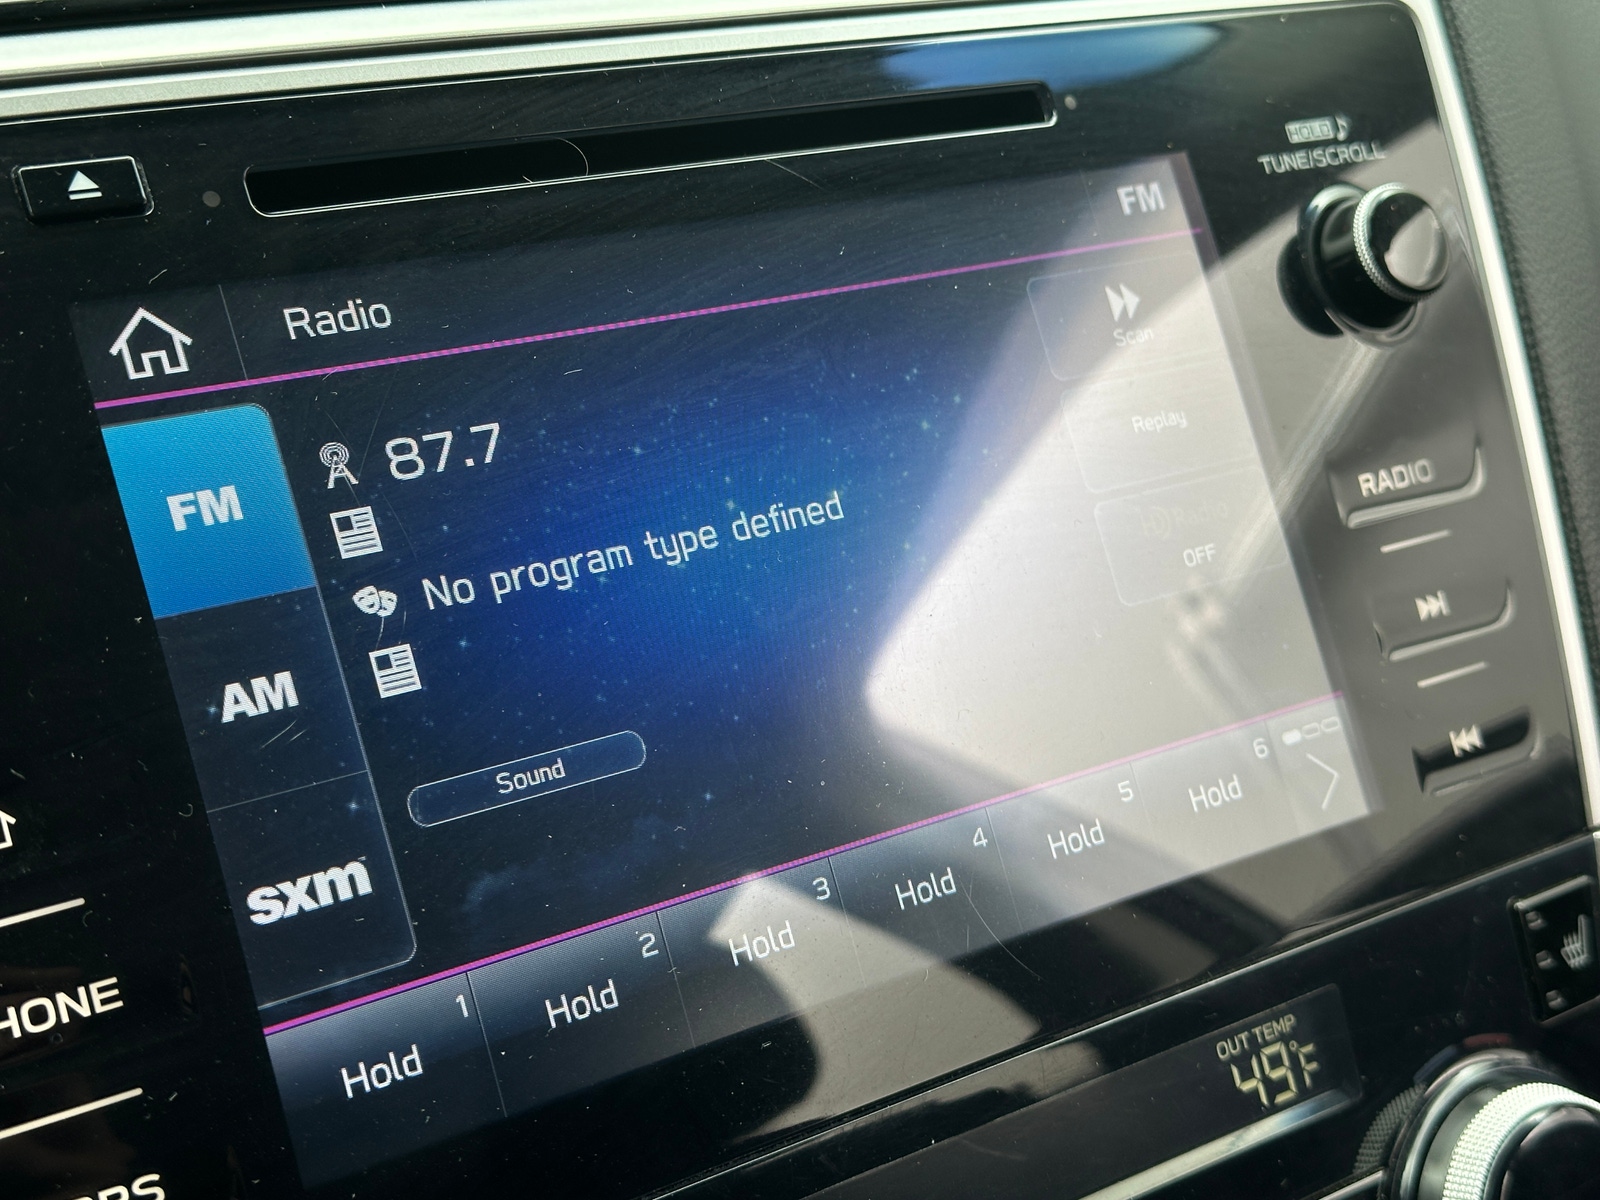 HOLD
TUNE/SCROLL
FM
Radio
Scan
87.7
FM
Replay
RADIO
No program type defined
OFF
AM
Sound
sxm
1 Hold
2 Hold
3 Hold
4 Hold
5 Hold
6 Hold
HONE
OUT TEMP
49°F